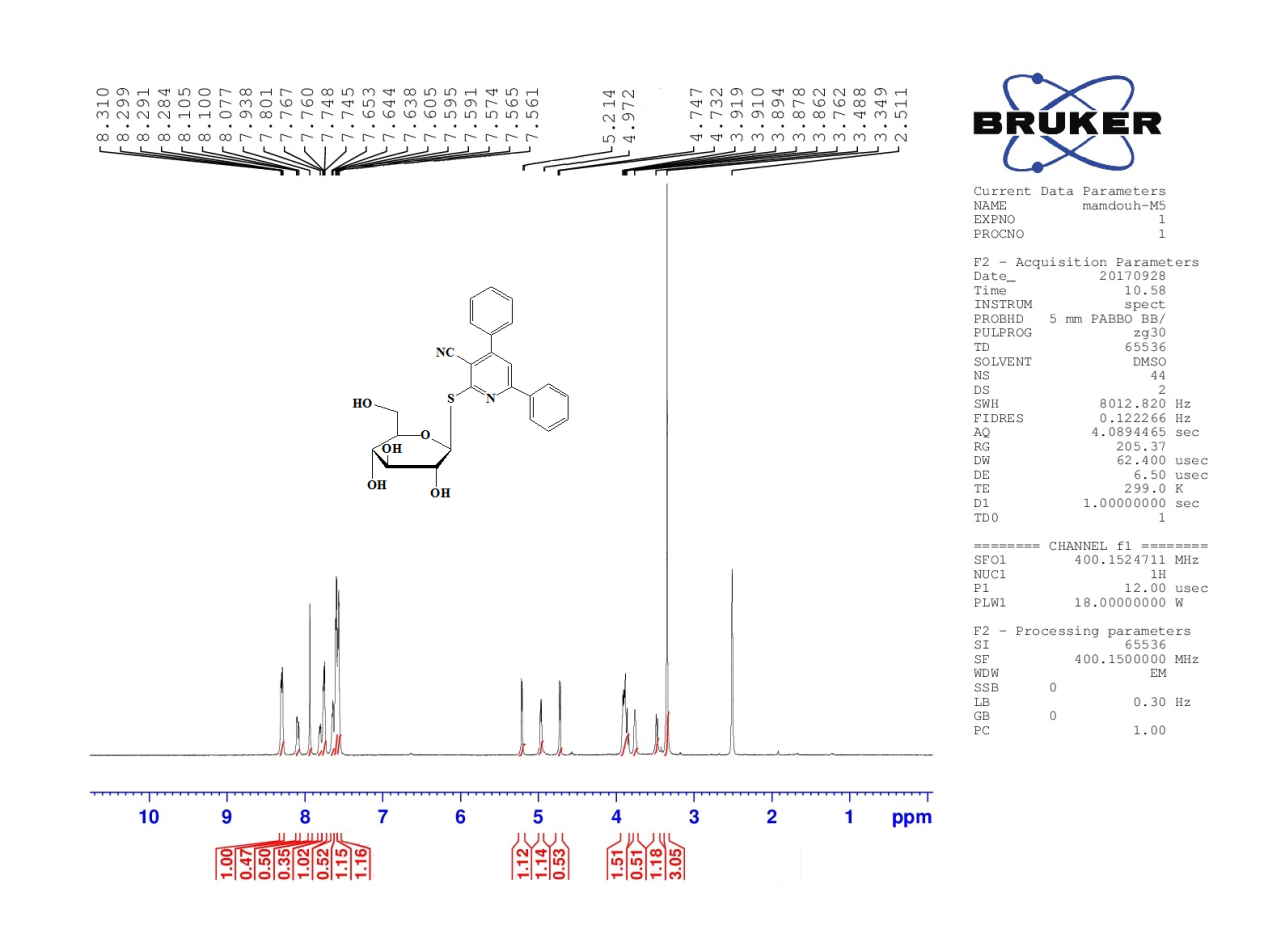 8.310
8.299
8.291
8.284
8.105
8.100
8.077
7.938
7.801
7.767
7.760
7.748
7.745
7.653
7.644
7.638
7.605
7.595
7.591
7.574
7.565
7.561
5.214
4.972
4.747
4.732
3.919
3.910
3.894
3.878
3.862
3.762
3.488
3.349
2.511
BRUKER
Current Data Parameters
NAME mamdouh-M5
EXPNO 1
PROCNO 1
F2 - Acquisition Parameters
Date_ 20170928
Time 10.58
INSTRUM spect
PROBHD 5 mm PABBO BB/
PULPROG zg30
TD 65536
SOLVENT DMSO
NS 44
DS 2
SWH 8012.820 Hz
FIDRES 0.122266 Hz
AQ 4.0894465 sec
RG 205.37
DW 62.400 usec
DE 6.50 usec
TE 299.0 K
D1 1.00000000 sec
TD0 1
======== CHANNEL f1 ========
SFO1 400.1524711 MHz
NUC1 1H
P1 12.00 usec
PLW1 18.00000000 W
F2 - Processing parameters
SI 65536
SF 400.1500000 MHz
WDW EM
SSB 0
LB 0.30 Hz
GB 0
PC 1.00
NC
S
N
HO
O
OH
OH
OH
10 9 8 7 6 5 4 3 2 1 ppm
1.00
0.47
0.50
0.35
1.02
0.52
1.15
1.16
1.12
1.14
0.53
1.51
0.51
1.18
3.05